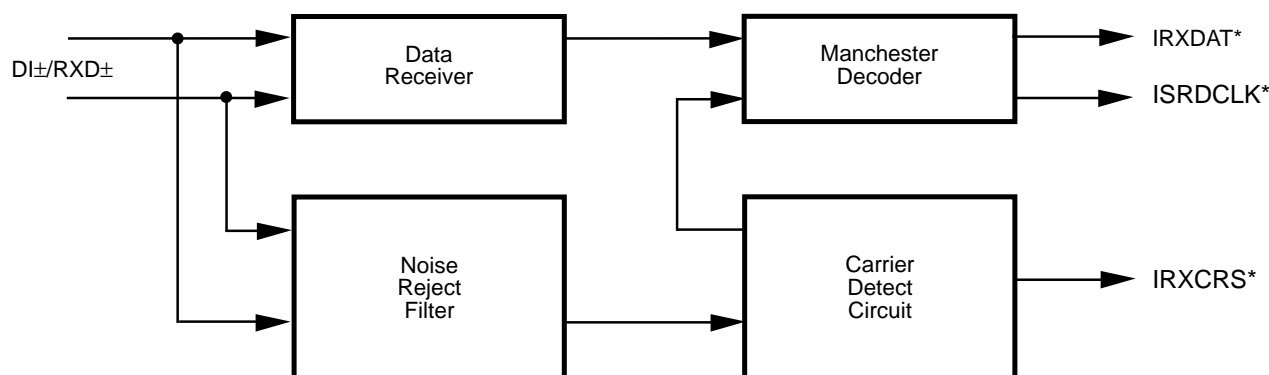 DI±/RXD±
Data
Receiver
Manchester
Decoder
IRXDAT*
ISRDCLK*
Noise
Reject
Filter
Carrier
Detect
Circuit
IRXCRS*